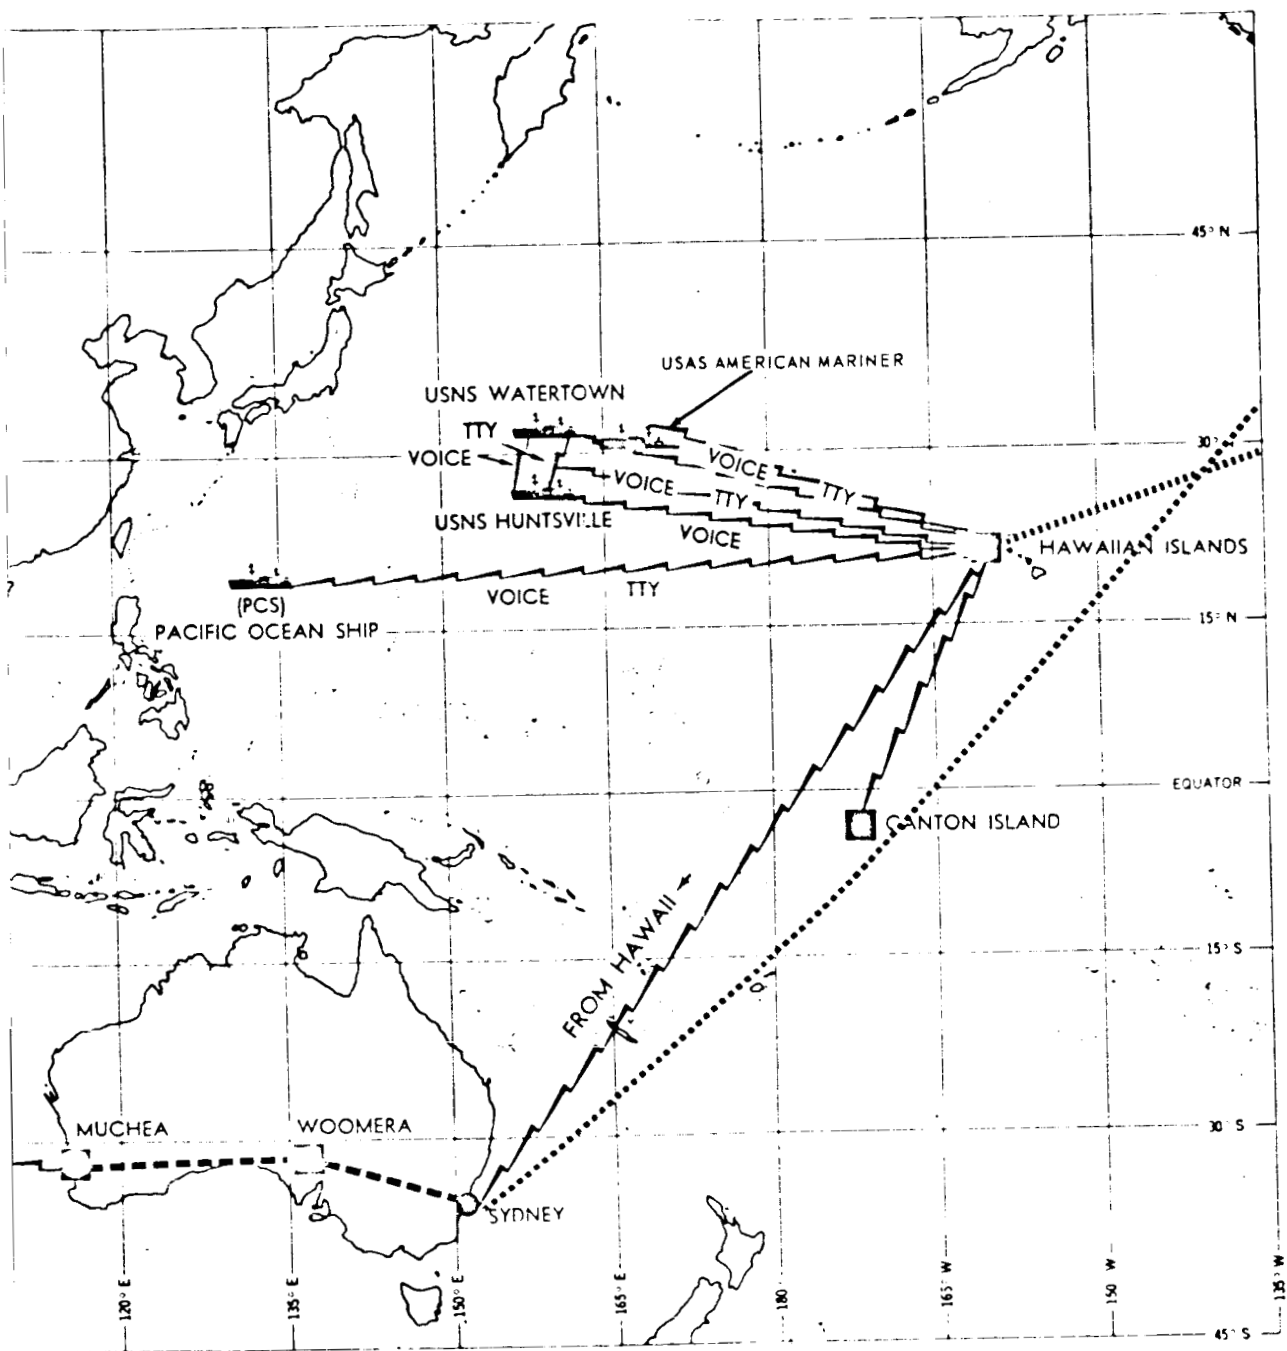 45° N
USAS AMERICAN MARINER
USNS WATERTOWN
TTY
30° N
VOICE
VOICE
TTY
VOICE
TTY
USNS HUNTSVILLE
VOICE
HAWAIIAN ISLANDS
VOICE
TTY
(PCS)
PACIFIC OCEAN SHIP
15° N
EQUATOR
CANTON ISLAND
FROM HAWAII
15° S
MUCHEA
WOOMERA
30° S
SYDNEY
120° E
135° E
150° E
165° E
180
165° W
150° W
135° W
45° S